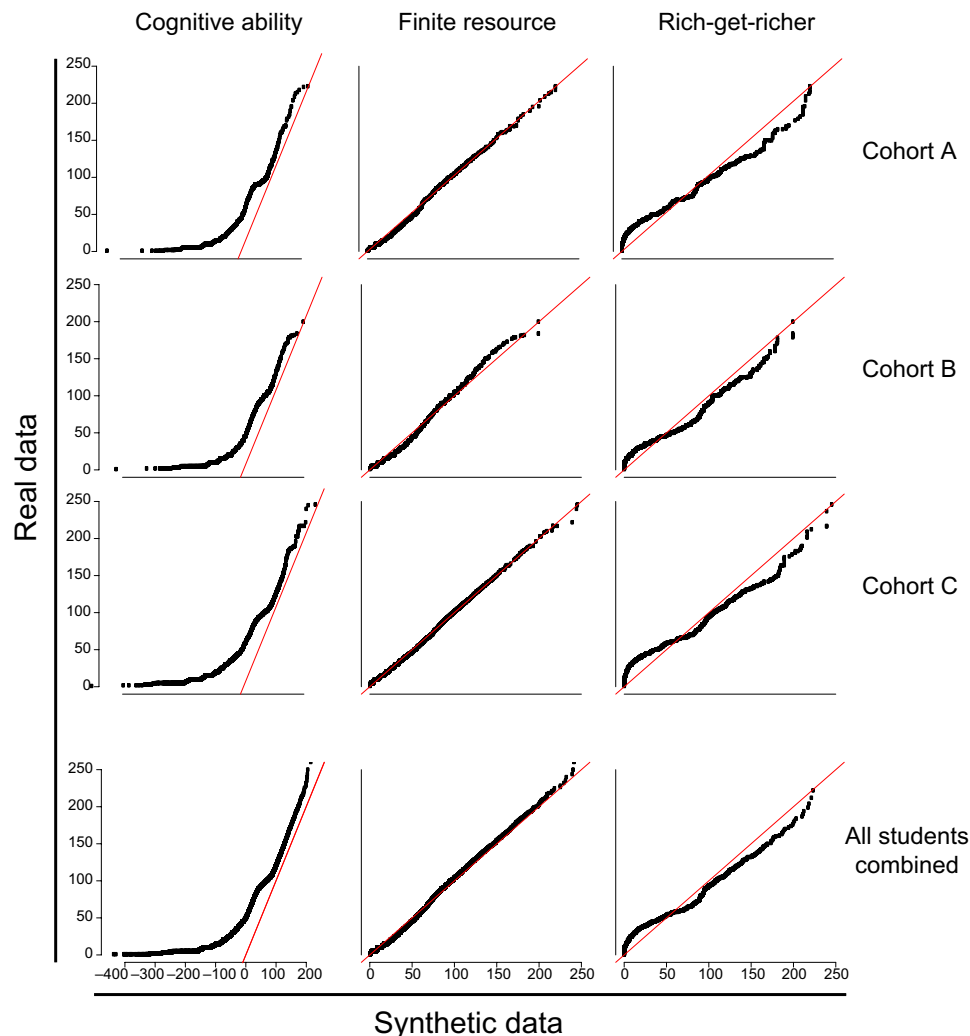 Cognitive ability Finite resource Rich-get-richer
250
200
150
100
50
0
Cohort A
250
200
150
100
50
0
Cohort B
Real data
250
200
150
100
50
0
Cohort C
250
200
150
100
50
0
All students
combined
–400 –300 –200 –100 0 100 200 0 50 100 150 200 250 0 50 100 150 200 250
Synthetic data